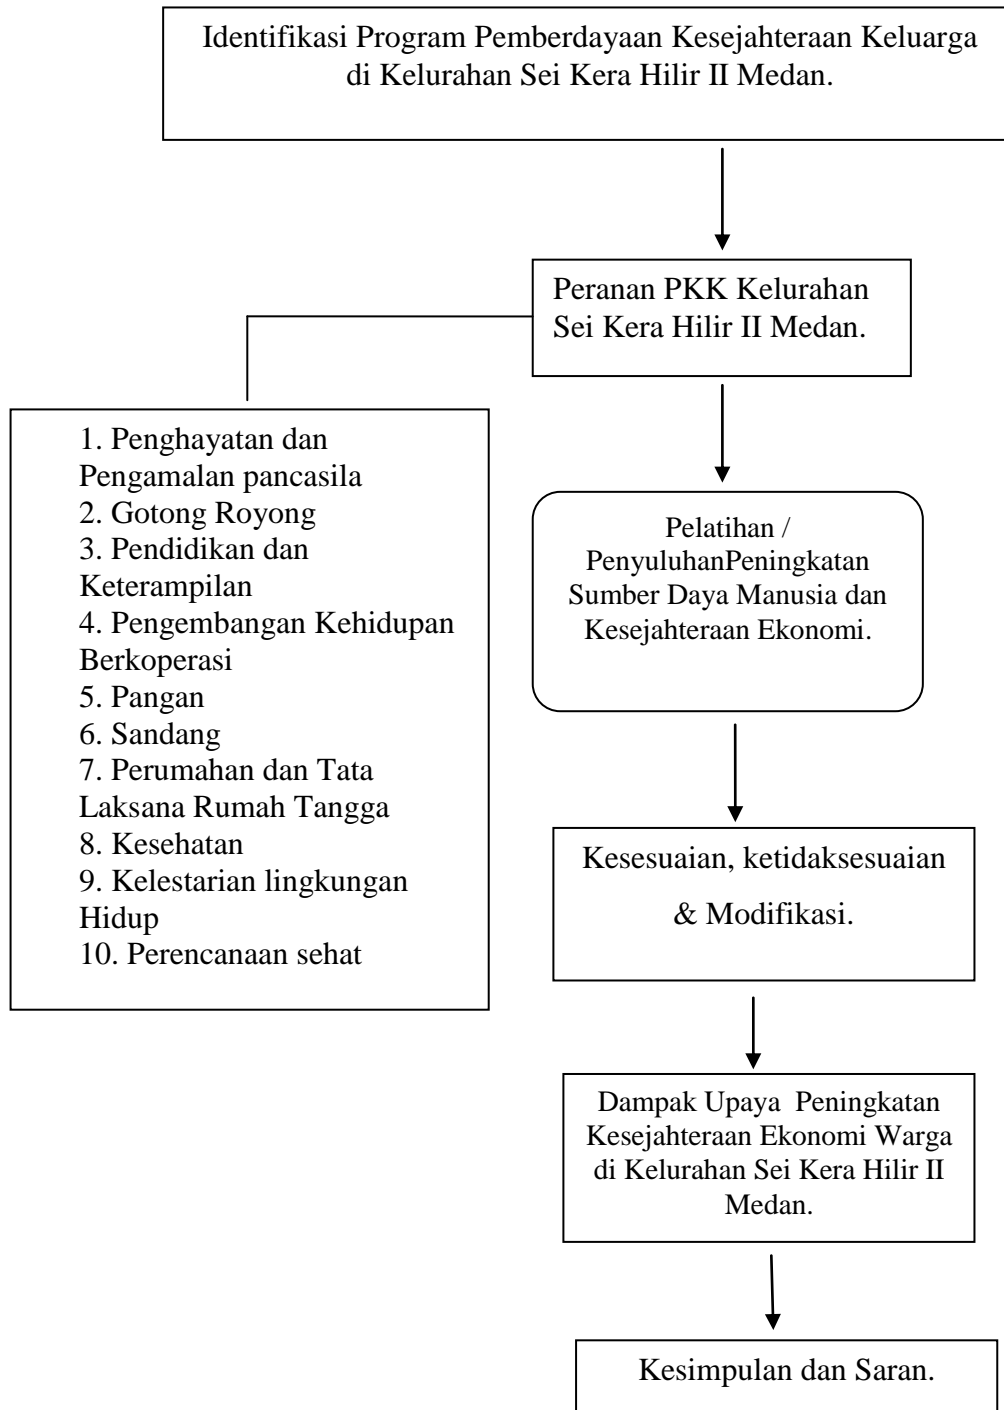 Identifikasi Program Pemberdayaan Kesejahteraan Keluarga
di Kelurahan Sei Kera Hilir II Medan.
Peranan PKK Kelurahan
Sei Kera Hilir II Medan.
1. Penghayatan dan
Pengamalan pancasila
2. Gotong Royong
3. Pendidikan dan
Keterampilan
4. Pengembangan Kehidupan
Berkoperasi
5. Pangan
6. Sandang
7. Perumahan dan Tata
Laksana Rumah Tangga
8. Kesehatan
9. Kelestarian lingkungan
Hidup
10. Perencanaan sehat
Pelatihan /
PenyuluhanPeningkatan
Sumber Daya Manusia dan
Kesejahteraan Ekonomi.
Kesesuaian, ketidaksesuaian
& Modifikasi.
Dampak Upaya  Peningkatan
Kesejahteraan Ekonomi Warga
di Kelurahan Sei Kera Hilir II
Medan.
Kesimpulan dan Saran.